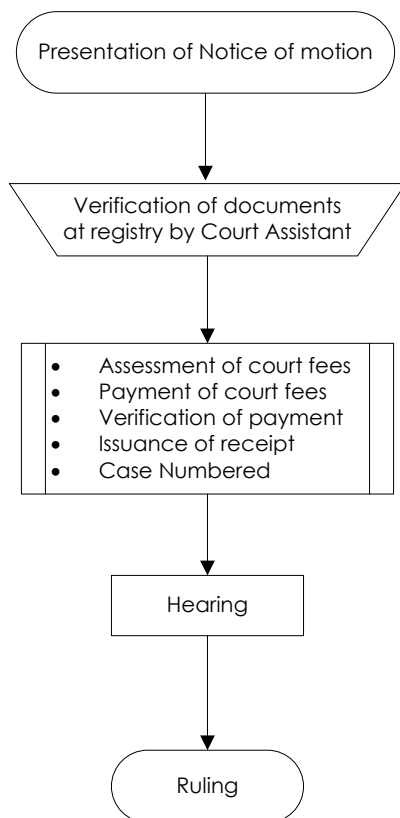 Presentation of Notice of motion
Verification of documents
at registry by Court Assistant
• Assessment of court fees
• Payment of court fees
• Verification of payment
• Issuance of receipt
• Case Numbered
Hearing
Ruling